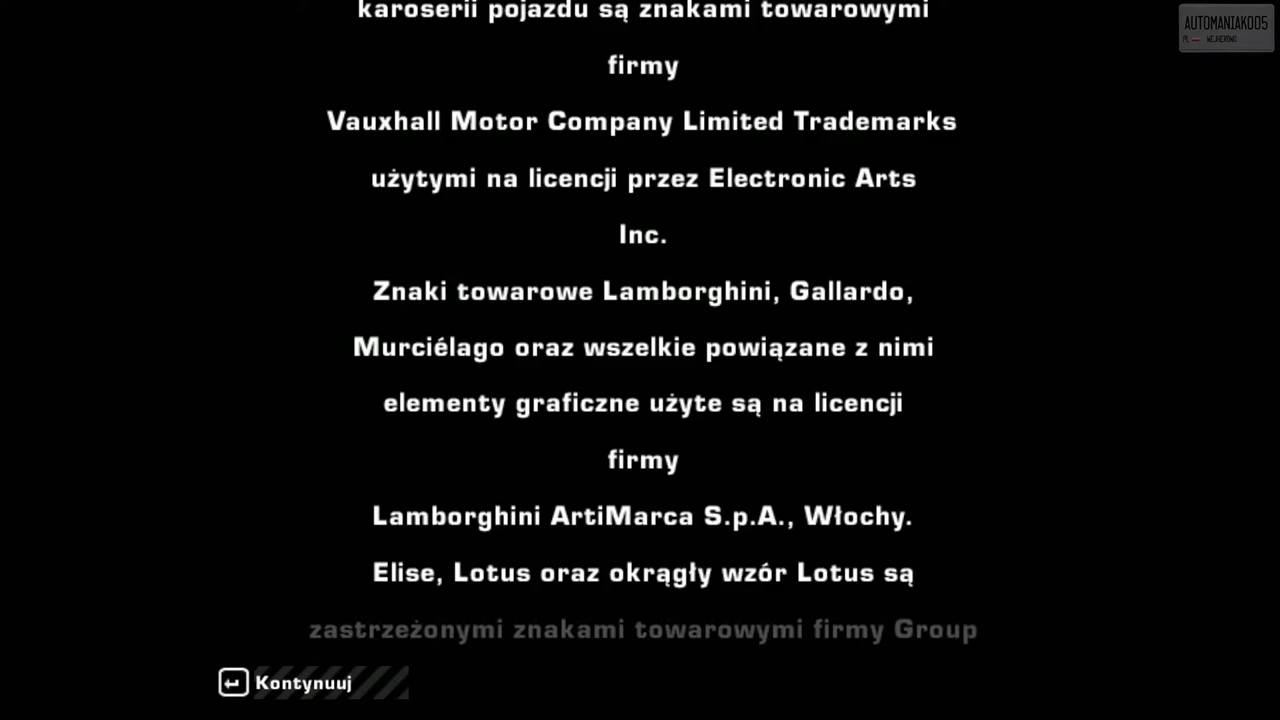 karoserii pojazdu są znakami towarowymi
firmy
Vauxhall Motor Company Limited Trademarks
użytymi na licencji przez Electronic Arts
Inc.
Znaki towarowe Lamborghini, Gallardo,
Murciélago oraz wszelkie powiązane z nimi
elementy graficzne użyte są na licencji
firmy
Lamborghini ArtiMarca S.p.A., Włochy.
Elise, Lotus oraz okrągły wzór Lotus są
zastrzeżonymi znakami towarowymi firmy Group
Kontynuuj
AUTOMANIAK005
PL WEJHEROWO